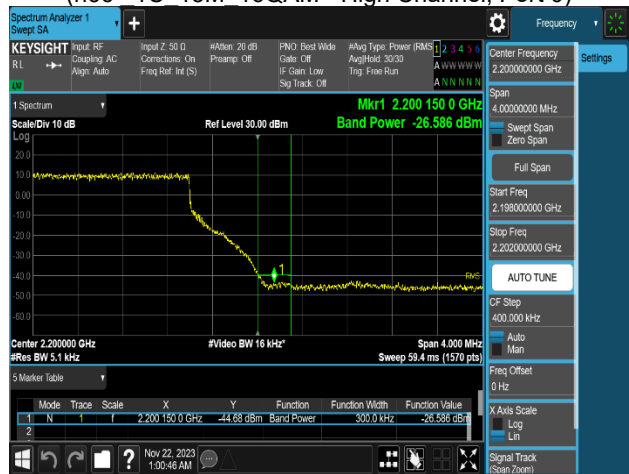 Spectrum Analyzer 1
Swept SA
+
Frequency
KEYSIGHT
RL
Input: RF
Coupling: AC
Align: Auto
Input Z: 50 Ω
Corrections: On
Freq Ref: Int (S)
#Atten: 20 dB
Preamp: Off
PNO: Best Wide
Gate: Off
IF Gain: Low
Sig Track: Off
#Avg Type: Power (RMS
Avg|Hold: 30/30
Trig: Free Run
1 2 3 4 5 6
A W W W W W
A N N N N N
Settings
1 Spectrum
Scale/Div 10 dB
Ref Level 30.00 dBm
Mkr1 2.200 150 0 GHz
Band Power -26.586 dBm
Log
20.0
10.0
0.00
-10.0
-20.0
-30.0
-40.0
-50.0
-60.0
1
RMS
Center 2.200000 GHz
#Res BW 5.1 kHz
#Video BW 16 kHz*
Span 4.000 MHz
Sweep 59.4 ms (1570 pts)
5 Marker Table
Mode Trace Scale X Y Function Function Width Function Value
1 N 1 f 2.200 150 0 GHz -44.68 dBm Band Power 300.0 kHz -26.586 dBm
2
Center Frequency
2.200000000 GHz
Span
4.00000000 MHz
Swept Span
Zero Span
Full Span
Start Freq
2.198000000 GHz
Stop Freq
2.202000000 GHz
AUTO TUNE
CF Step
400.000 kHz
Auto
Man
Freq Offset
0 Hz
X Axis Scale
Log
Lin
Signal Track
(Span Zoom)
?
Nov 22, 2023
1:00:46 AM